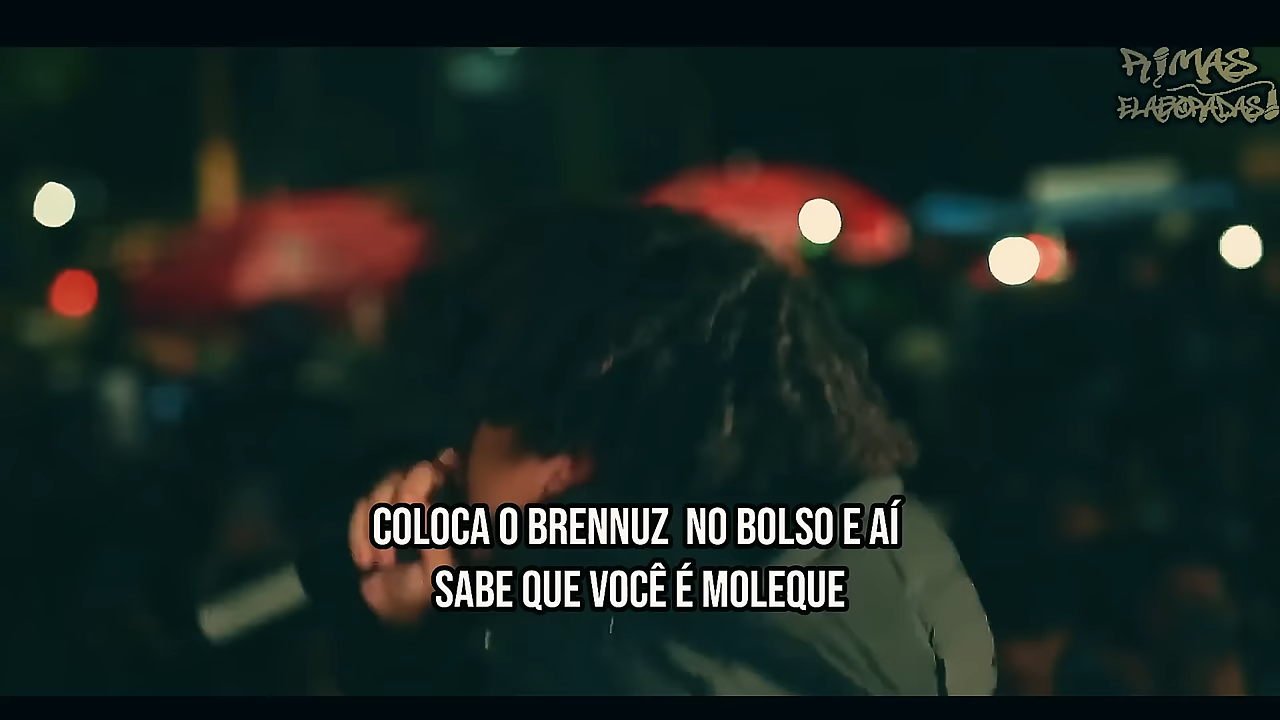 RIMAS
ELABORADAS!
COLOCA O BRENNUZ NO BOLSO E AÍ
SABE QUE VOCÊ É MOLEQUE